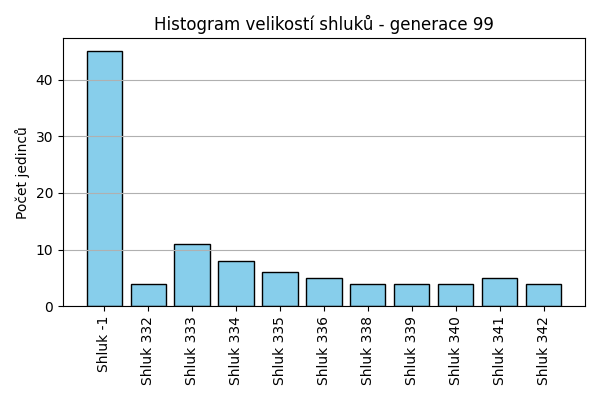 Histogram velikostí shluků - generace 99
Počet jedinců
40
30
20
10
0
Shluk -1
Shluk 332
Shluk 333
Shluk 334
Shluk 335
Shluk 336
Shluk 338
Shluk 339
Shluk 340
Shluk 341
Shluk 342